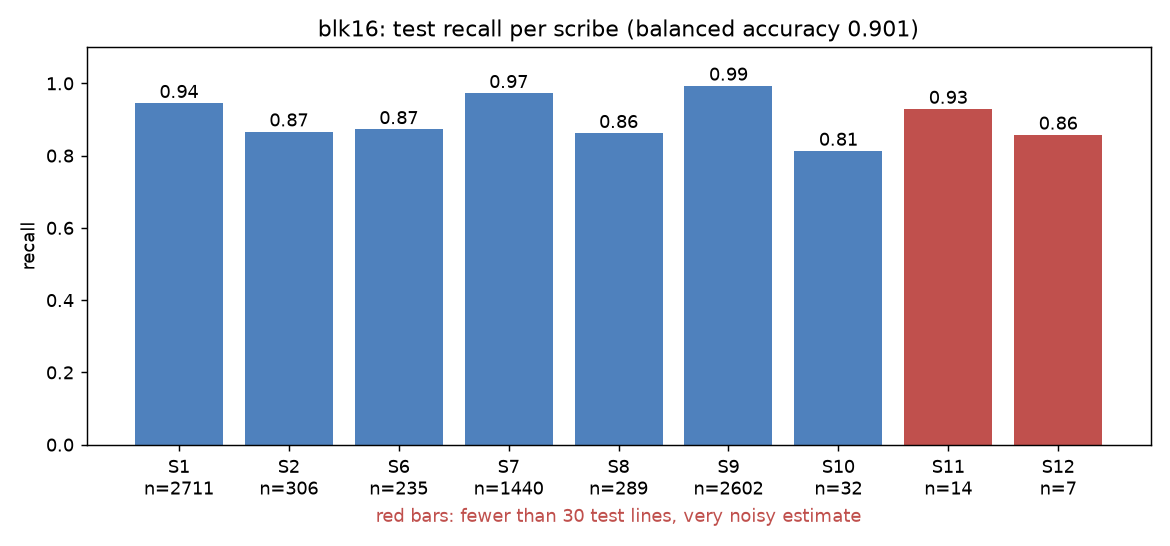 blk16: test recall per scribe (balanced accuracy 0.901)
recall
1.0
0.8
0.6
0.4
0.2
0.0
0.94 0.87 0.87 0.97 0.86 0.99 0.81 0.93 0.86
S1 S2 S6 S7 S8 S9 S10 S11 S12
n=2711 n=306 n=235 n=1440 n=289 n=2602 n=32 n=14 n=7
red bars: fewer than 30 test lines, very noisy estimate